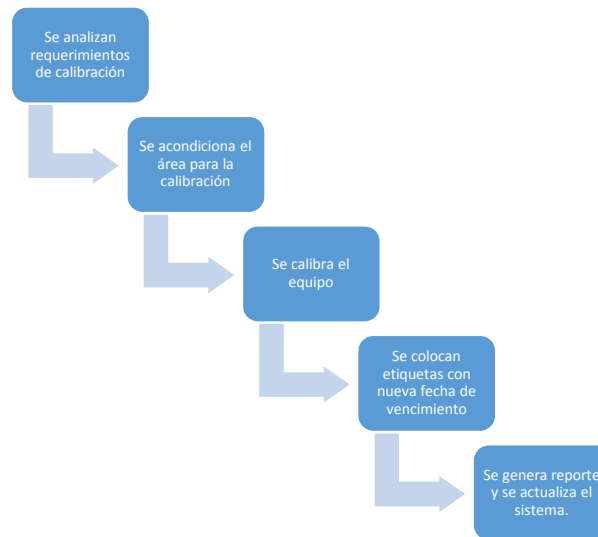 Se analizan
requerimientos
de calibración
Se acondiciona el
área para la
calibración
Se calibra el
equipo
Se colocan
etiquetas con
nueva fecha de
vencimiento
Se genera reporte
y se actualiza el
sistema.